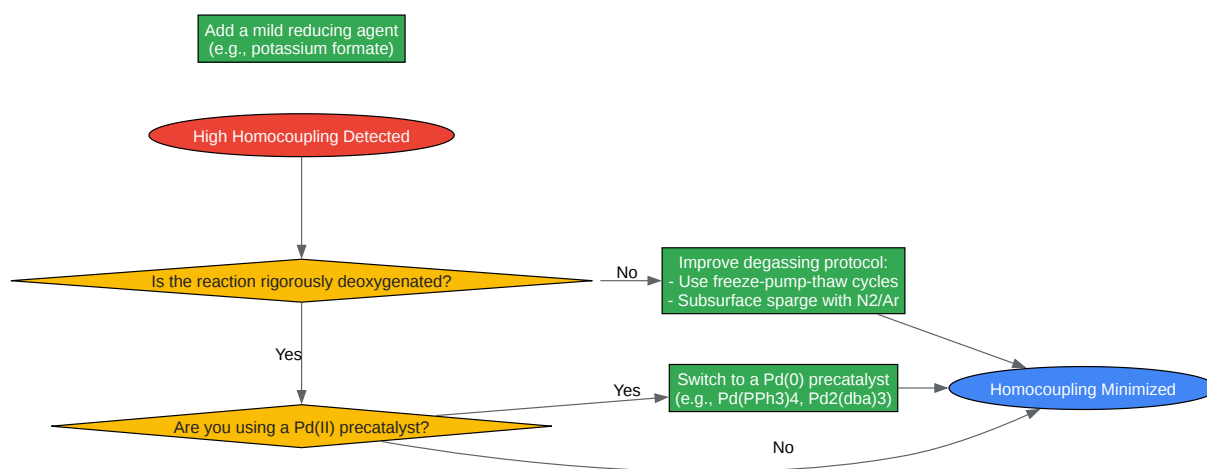 Add a mild reducing agent
(e.g., potassium formate)
High Homocoupling Detected
Is the reaction rigorously deoxygenated?
No
Improve degassing protocol:
- Use freeze-pump-thaw cycles
- Subsurface sparge with N2/Ar
Yes
Are you using a Pd(II) precatalyst?
Yes
Switch to a Pd(0) precatalyst
(e.g., Pd(PPh3)4, Pd2(dba)3)
Homocoupling Minimized
No